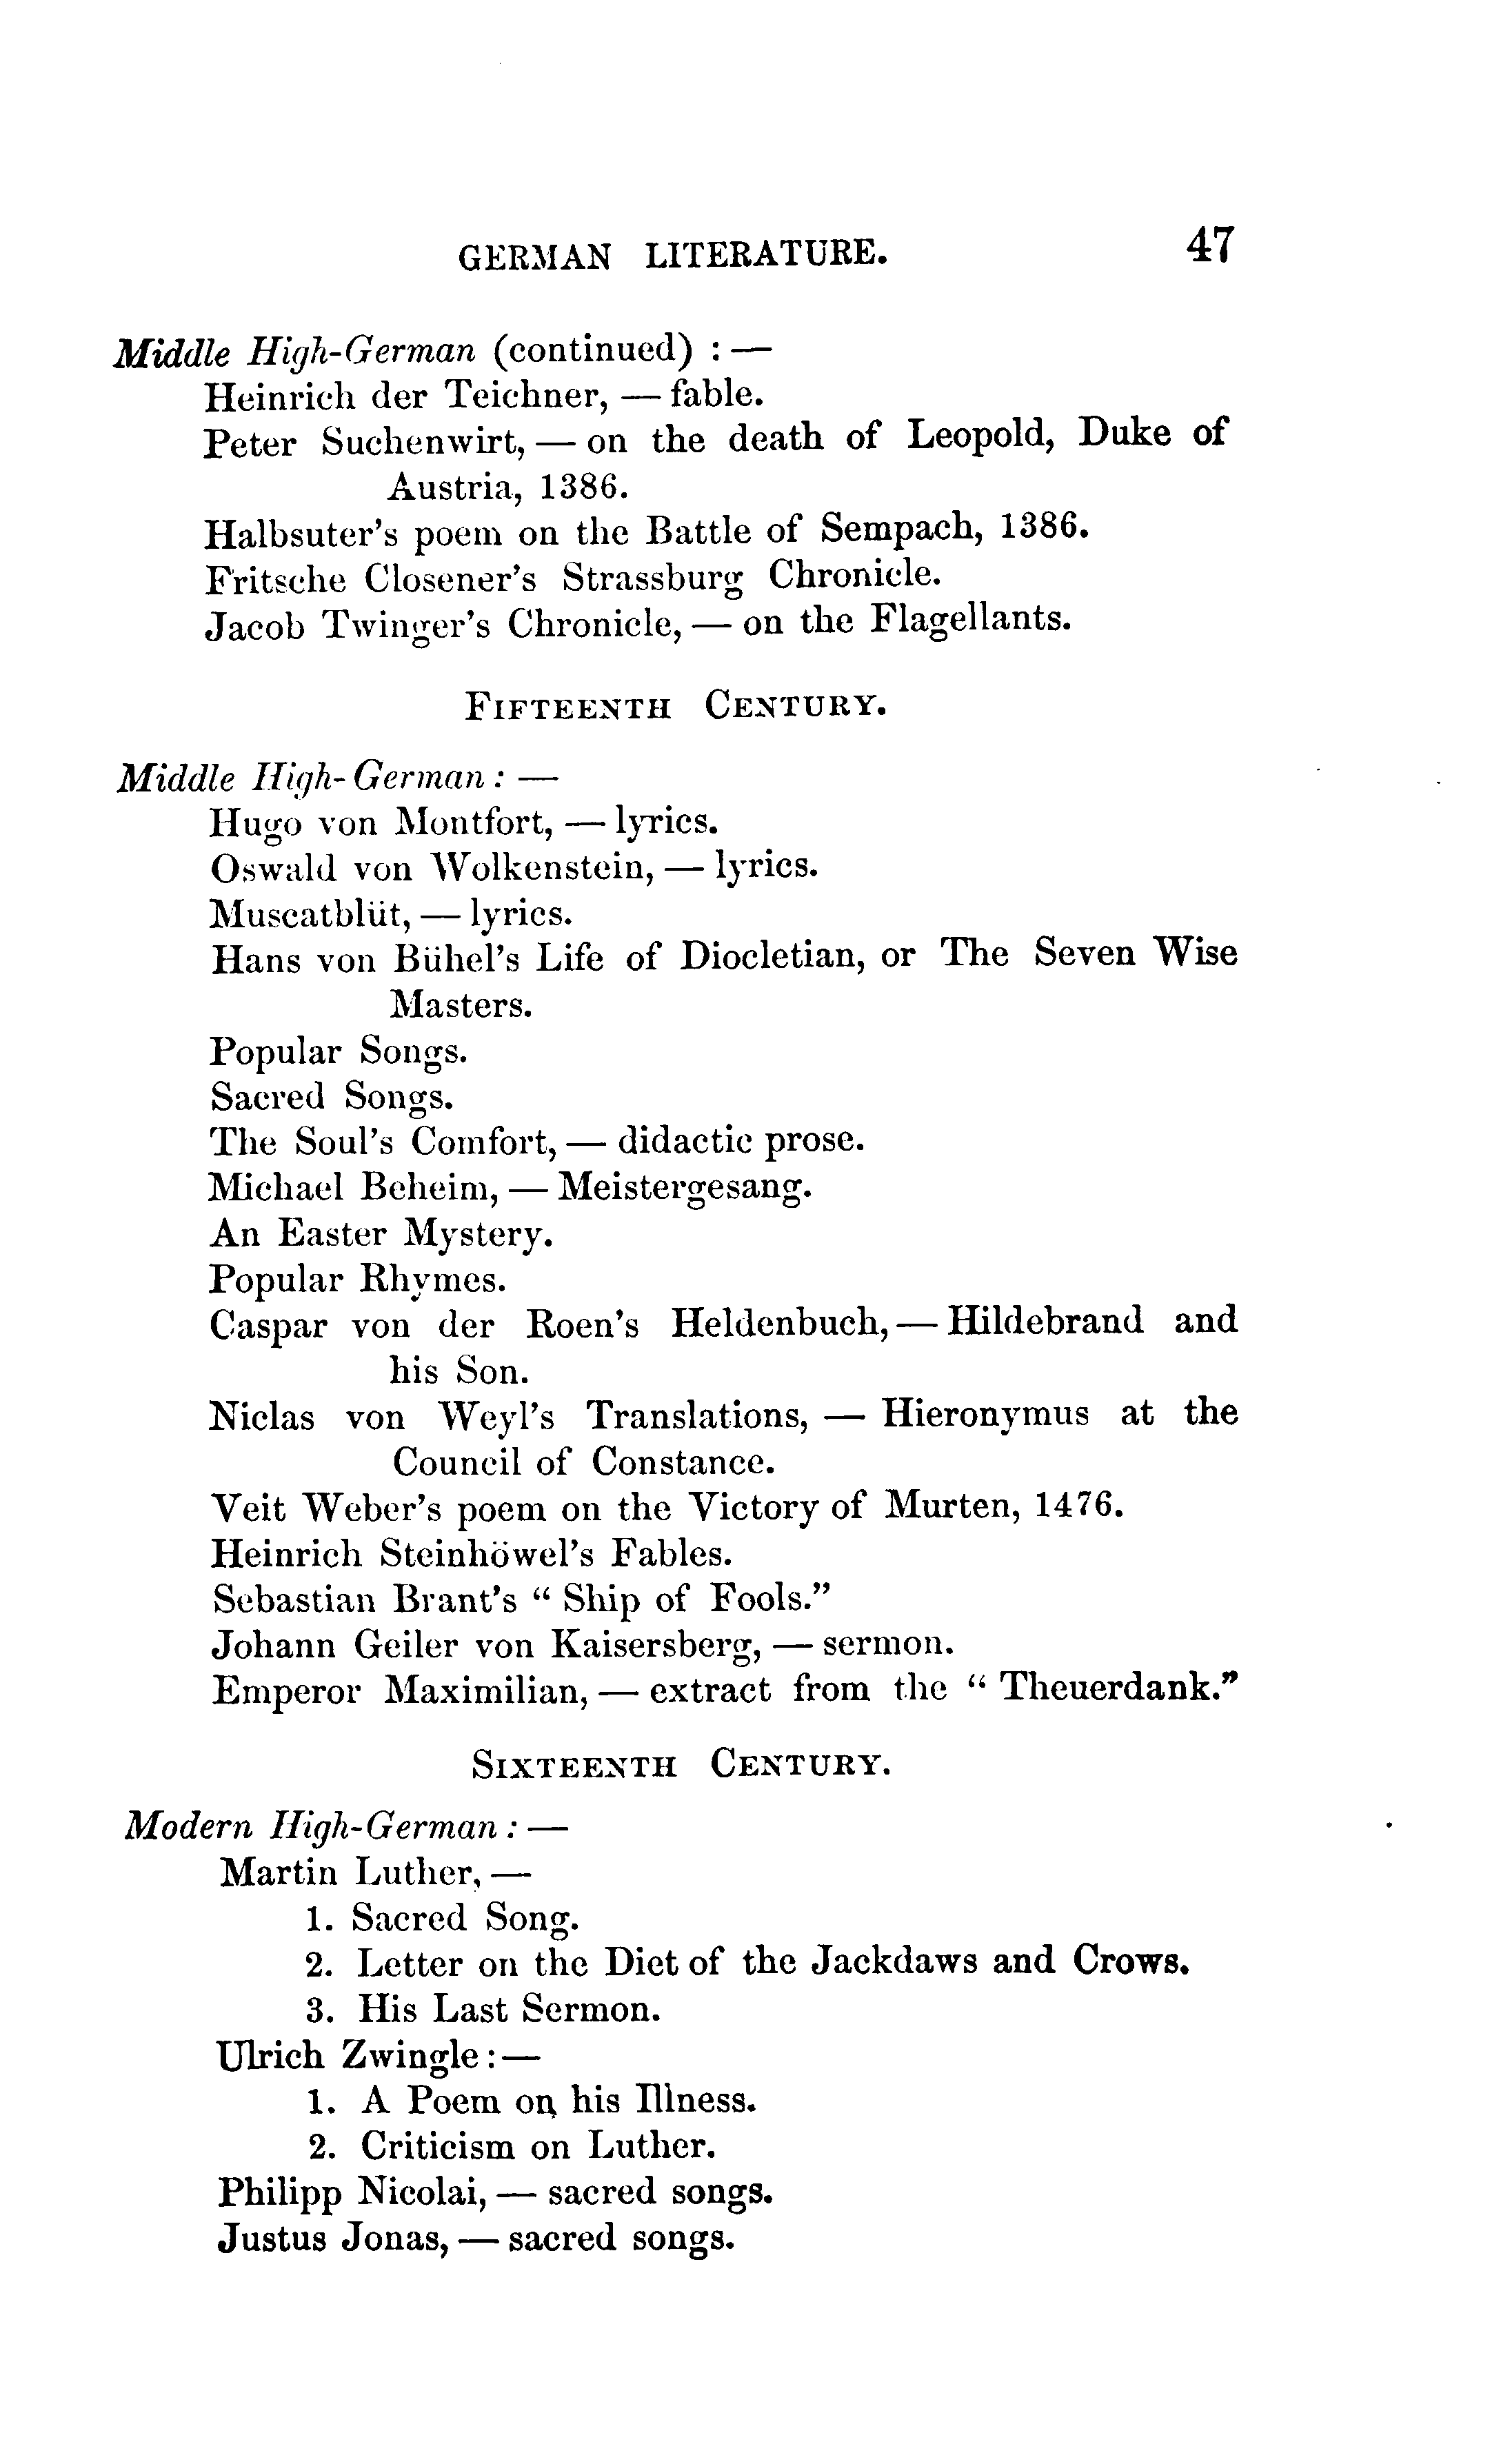 GERMAN LITERATURE. 47
Middle High-German (continued) : —
Heinrich der Teichner, — fable.
Peter Suchenwirt, — on the death of Leopold, Duke of
Austria, 1386.
Halbsuter's poem on the Battle of Sempach, 1386.
Fritsche Closener's Strassburg Chronicle.
Jacob Twinger's Chronicle, — on the Flagellants.
FIFTEENTH CENTURY.
Middle High-German : —
Hugo von Montfort, — lyrics.
Oswald von Wolkenstein, — lyrics.
Muscatblüt, — lyrics.
Hans von Bühel's Life of Diocletian, or The Seven Wise
Masters.
Popular Songs.
Sacred Songs.
The Soul's Comfort, — didactic prose.
Michael Beheim, — Meistergesang.
An Easter Mystery.
Popular Rhymes.
Caspar von der Roen's Heldenbuch, — Hildebrand and
his Son.
Niclas von Weyl's Translations, — Hieronymus at the
Council of Constance.
Veit Weber's poem on the Victory of Murten, 1476.
Heinrich Steinhöwel's Fables.
Sebastian Brant's “ Ship of Fools.”
Johann Geiler von Kaisersberg, — sermon.
Emperor Maximilian, — extract from the “ Theuerdank.”
SIXTEENTH CENTURY.
Modern High-German : —
Martin Luther, —
1. Sacred Song.
2. Letter on the Diet of the Jackdaws and Crows.
3. His Last Sermon.
Ulrich Zwingle : —
1. A Poem on his Illness.
2. Criticism on Luther.
Philipp Nicolai, — sacred songs.
Justus Jonas, — sacred songs.